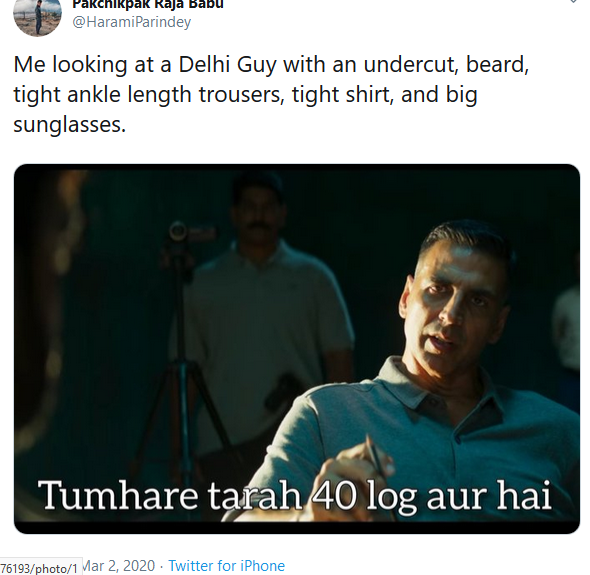 Pakchikpak Raja Babu
@HaramiParindey
Me looking at a Delhi Guy with an undercut, beard,
tight ankle length trousers, tight shirt, and big
sunglasses.
Tumhare tarah 40 log aur hai
76193/photo/1 Mar 2, 2020 · Twitter for iPhone